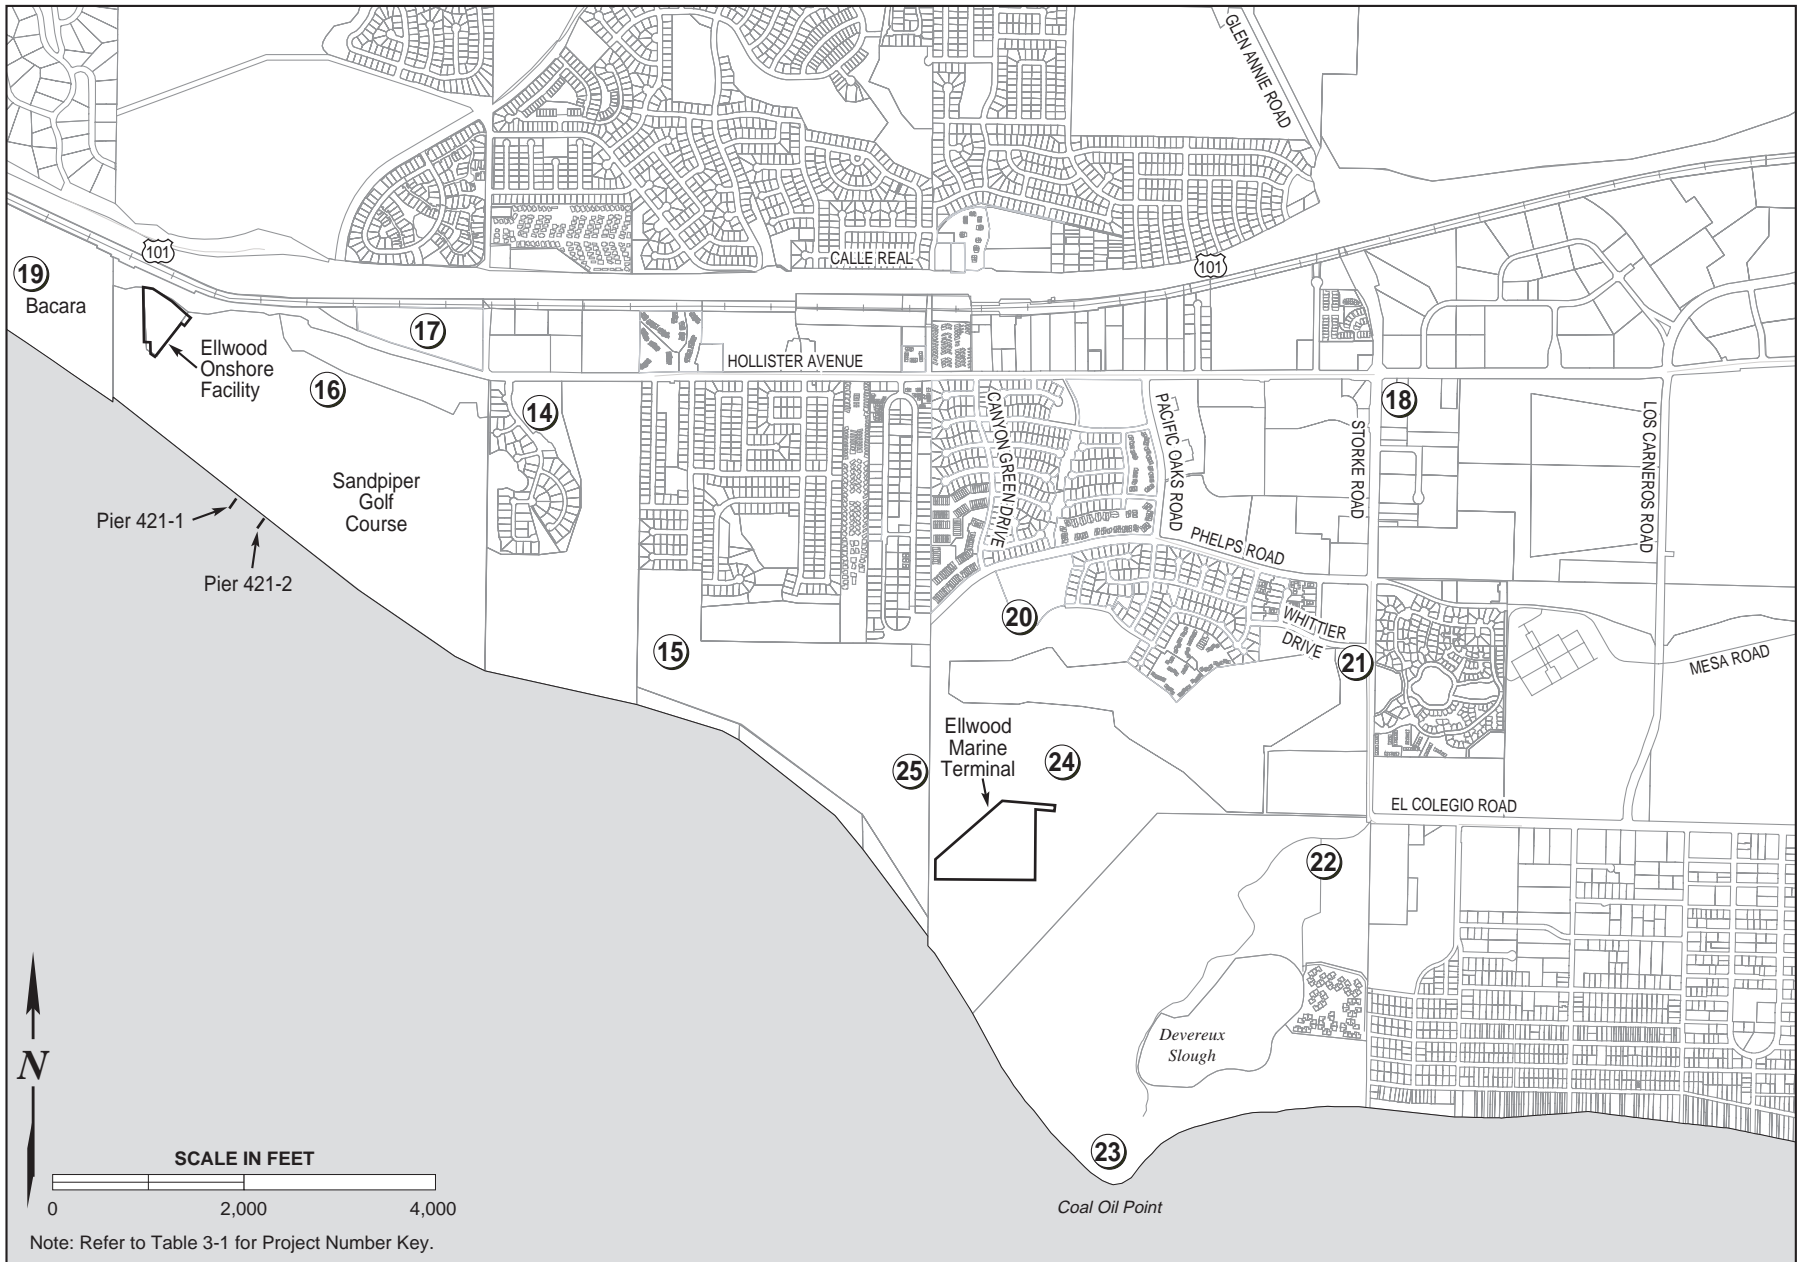 GLEN ANNIE ROAD
101
CALLE REAL
101
19
Bacara
17
Ellwood
Onshore
Facility
HOLLISTER AVENUE
16
14
18
CANYON GREEN DRIVE
PACIFIC OAKS ROAD
STORKE ROAD
LOS CARNEROS ROAD
Sandpiper
Golf
Course
Pier 421-1
Pier 421-2
PHELPS ROAD
20
WHITTIER
DRIVE
15
21
MESA ROAD
Ellwood
Marine
Terminal
25
24
EL COLEGIO ROAD
22
Devereux
Slough
N
23
Coal Oil Point
SCALE IN FEET
0 2,000 4,000
Note: Refer to Table 3-1 for Project Number Key.